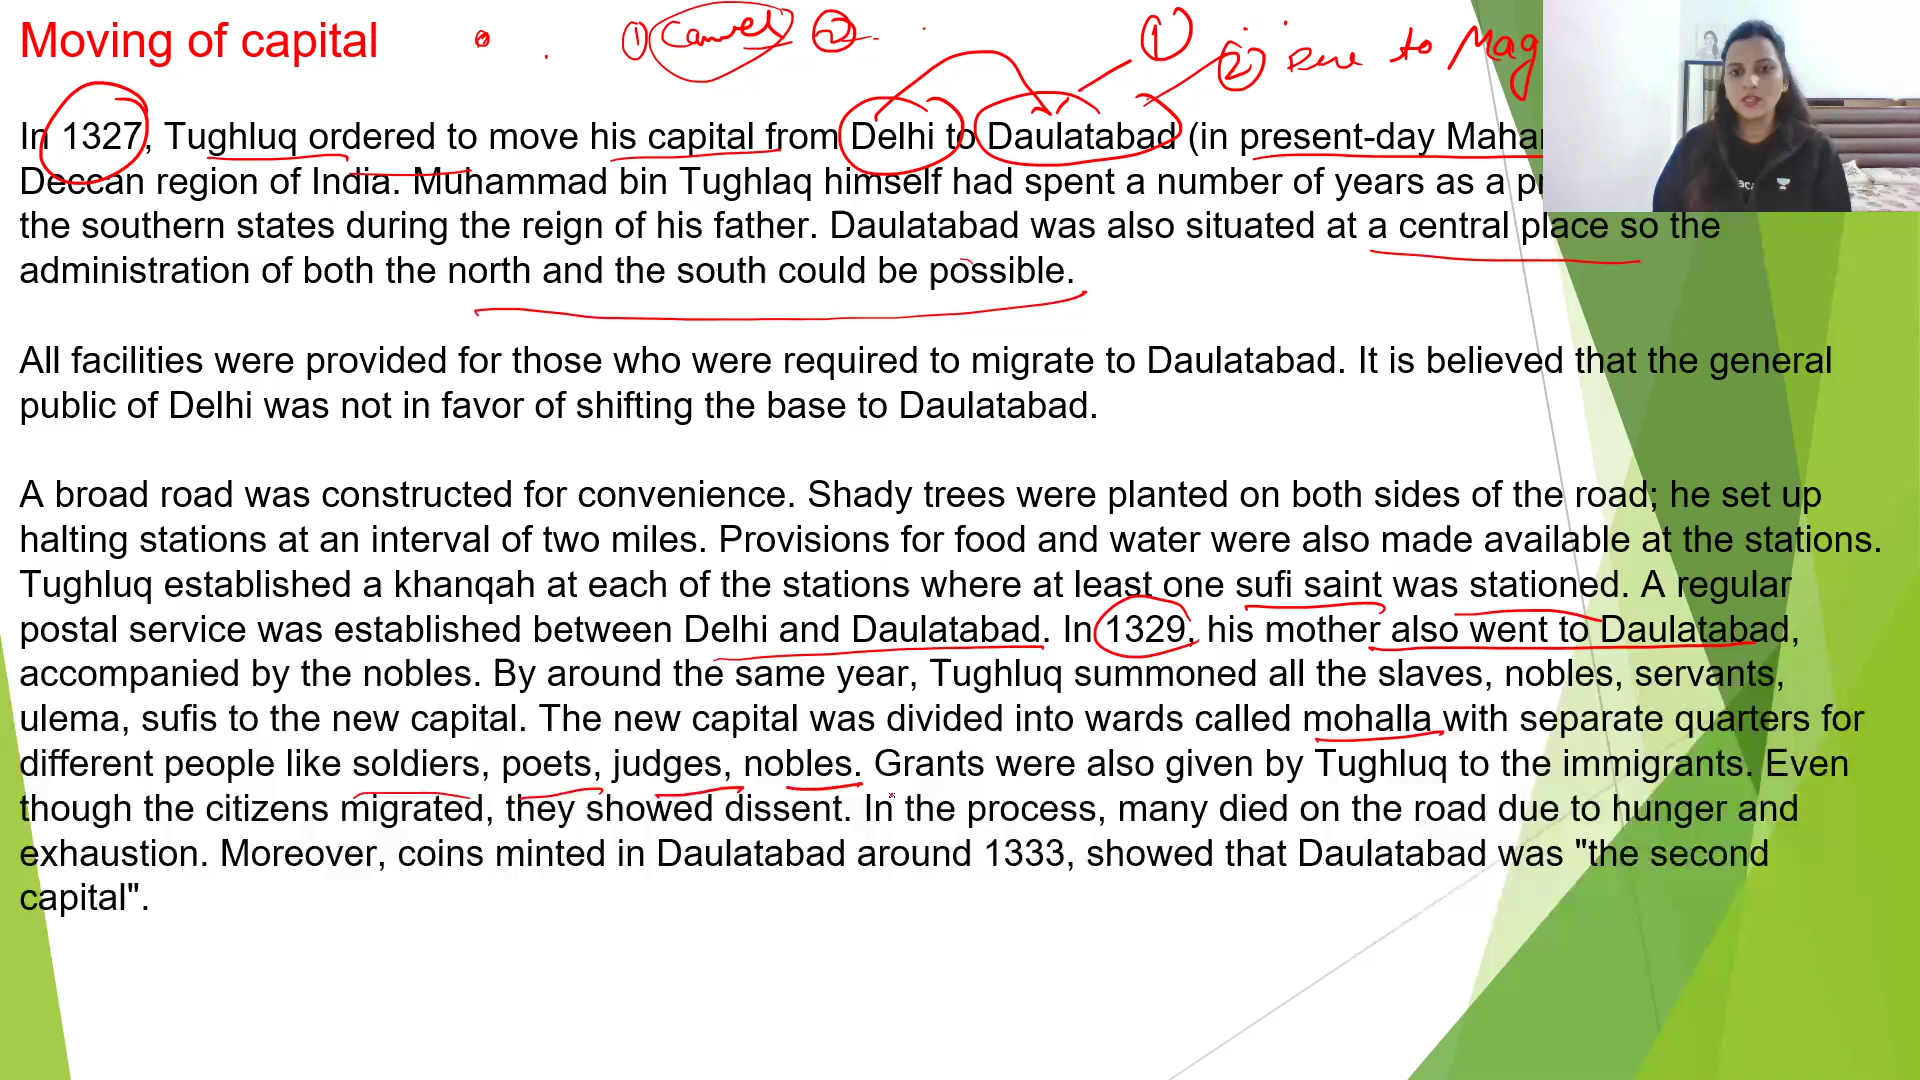 Moving of capital
① Camel ②
① 
② Due to Mag
In 1327, Tughluq ordered to move his capital from Delhi to Daulatabad (in present-day Mahar
Deccan region of India. Muhammad bin Tughlaq himself had spent a number of years as a pr
the southern states during the reign of his father. Daulatabad was also situated at a central place so the
administration of both the north and the south could be possible.
All facilities were provided for those who were required to migrate to Daulatabad. It is believed that the general
public of Delhi was not in favor of shifting the base to Daulatabad.
A broad road was constructed for convenience. Shady trees were planted on both sides of the road; he set up
halting stations at an interval of two miles. Provisions for food and water were also made available at the stations.
Tughluq established a khanqah at each of the stations where at least one sufi saint was stationed. A regular
postal service was established between Delhi and Daulatabad. In 1329, his mother also went to Daulatabad,
accompanied by the nobles. By around the same year, Tughluq summoned all the slaves, nobles, servants,
ulema, sufis to the new capital. The new capital was divided into wards called mohalla with separate quarters for
different people like soldiers, poets, judges, nobles. Grants were also given by Tughluq to the immigrants. Even
though the citizens migrated, they showed dissent. In the process, many died on the road due to hunger and
exhaustion. Moreover, coins minted in Daulatabad around 1333, showed that Daulatabad was "the second
capital".